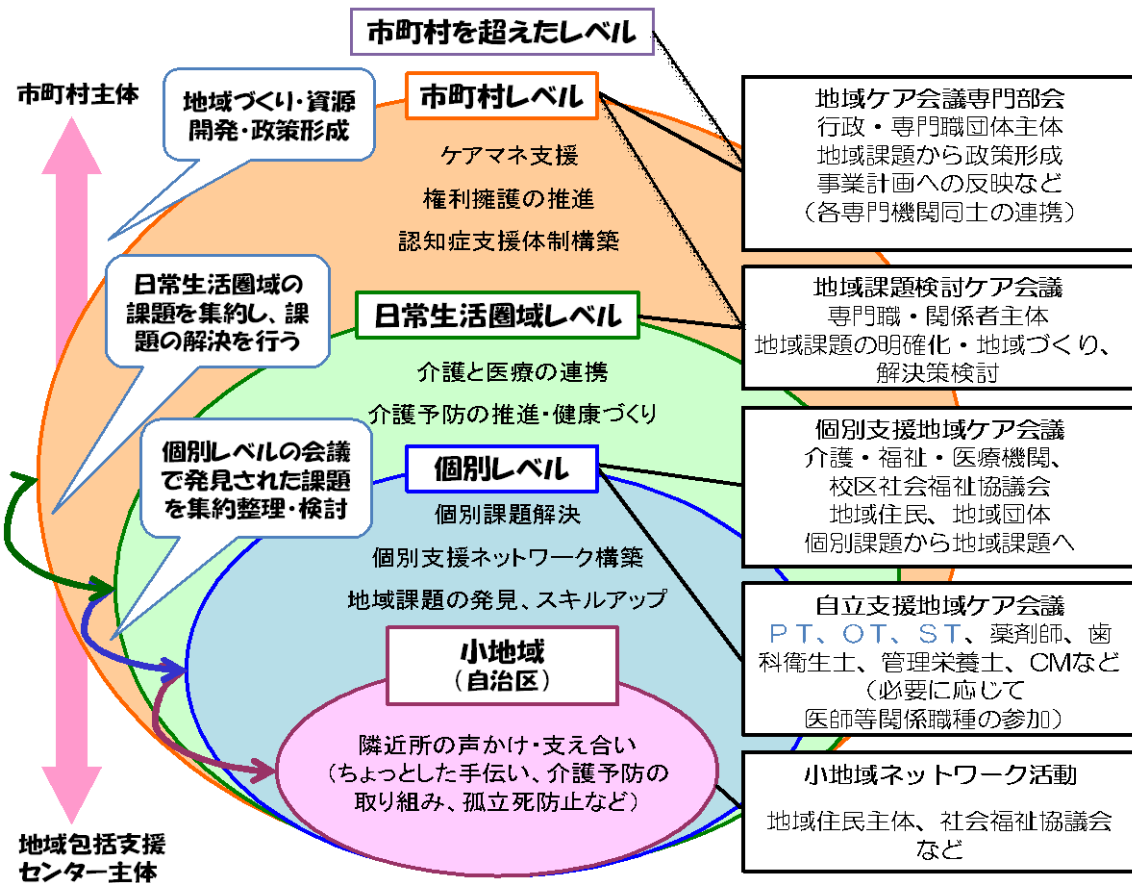 市町村を超えたレベル
市町村主体
地域づくり・資源
開発・政策形成
市町村レベル
ケアマネ支援
権利擁護の推進
認知症支援体制構築
日常生活圏域の
課題を集約し、課
題の解決を行う
日常生活圏域レベル
介護と医療の連携
介護予防の推進・健康づくり
個別レベルの会議
で発見された課題
を集約整理・検討
個別レベル
個別課題解決
個別支援ネットワーク構築
地域課題の発見、スキルアップ
小地域
（自治区）
隣近所の声かけ・支え合い
（ちょっとした手伝い、介護予防の
取り組み、孤立死防止など）
地域包括支援
センター主体
地域ケア会議専門部会
行政・専門職団体主体
地域課題から政策形成
事業計画への反映など
（各専門機関同士の連携）
地域課題検討ケア会議
専門職・関係者主体
地域課題の明確化・地域づくり、
解決策検討
個別支援地域ケア会議
介護・福祉・医療機関、
校区社会福祉協議会
地域住民、地域団体
個別課題から地域課題へ
自立支援地域ケア会議
ＰＴ、ＯＴ、ＳＴ、薬剤師、歯
科衛生士、管理栄養士、CMなど
（必要に応じて
医師等関係職種の参加）
小地域ネットワーク活動
地域住民主体、社会福祉協議会
など